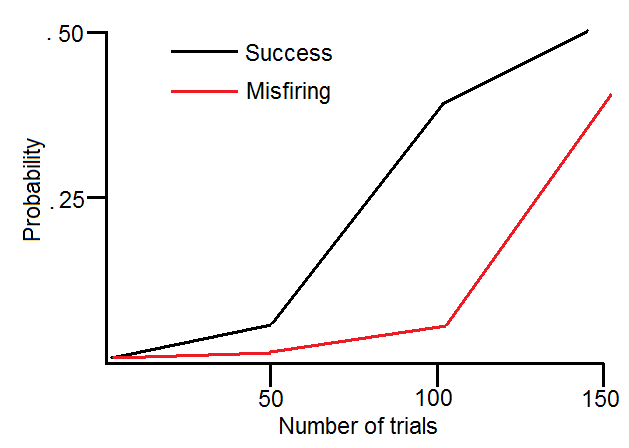 . 50
Success
Misfiring
Probability
. 25
50
100
150
Number of trials